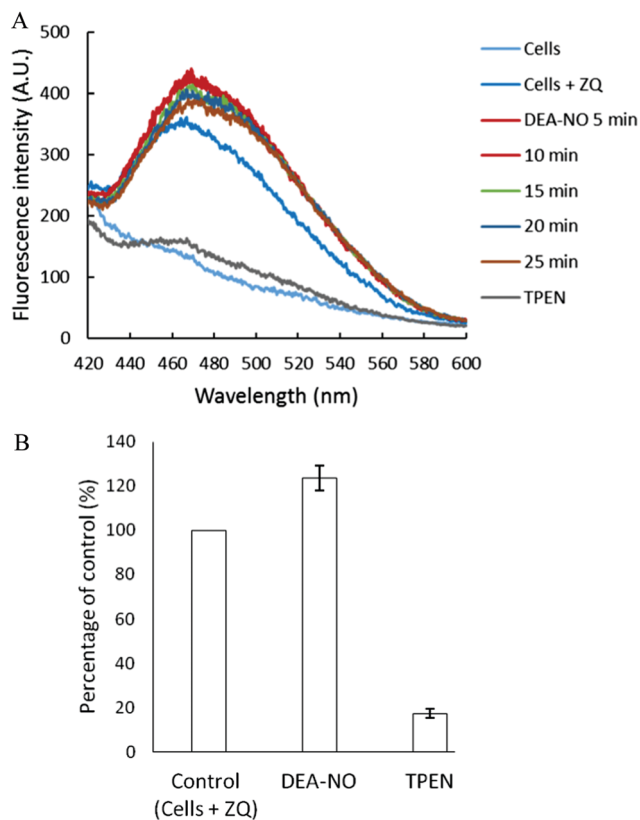 A
Fluorescence intensity (A.U.)
500
400
300
200
100
0
420 440 460 480 500 520 540 560 580 600
Wavelength (nm)
Cells
Cells + ZQ
DEA-NO 5 min
10 min
15 min
20 min
25 min
TPEN
B
Percentage of control (%)
140
120
100
80
60
40
20
0
Control DEA-NO TPEN
(Cells + ZQ)